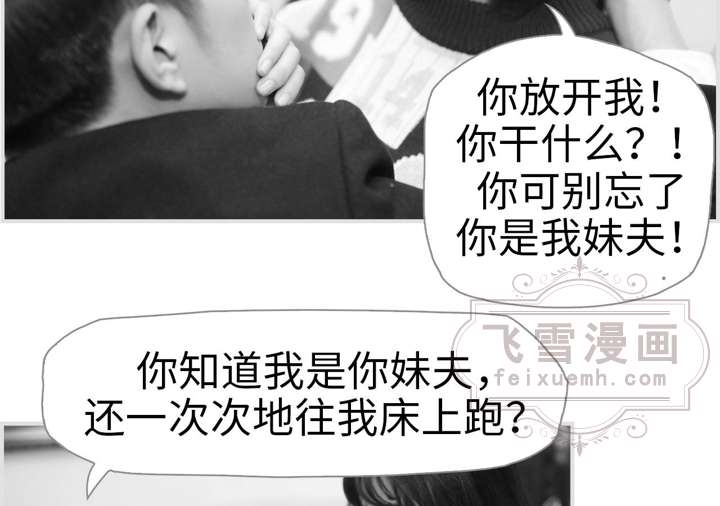 你放开我！
你干什么？！
你可别忘了
你是我妹夫！
飞雪漫画
feixuemh.com
你知道我是你妹夫，
还一次次地往我床上跑？